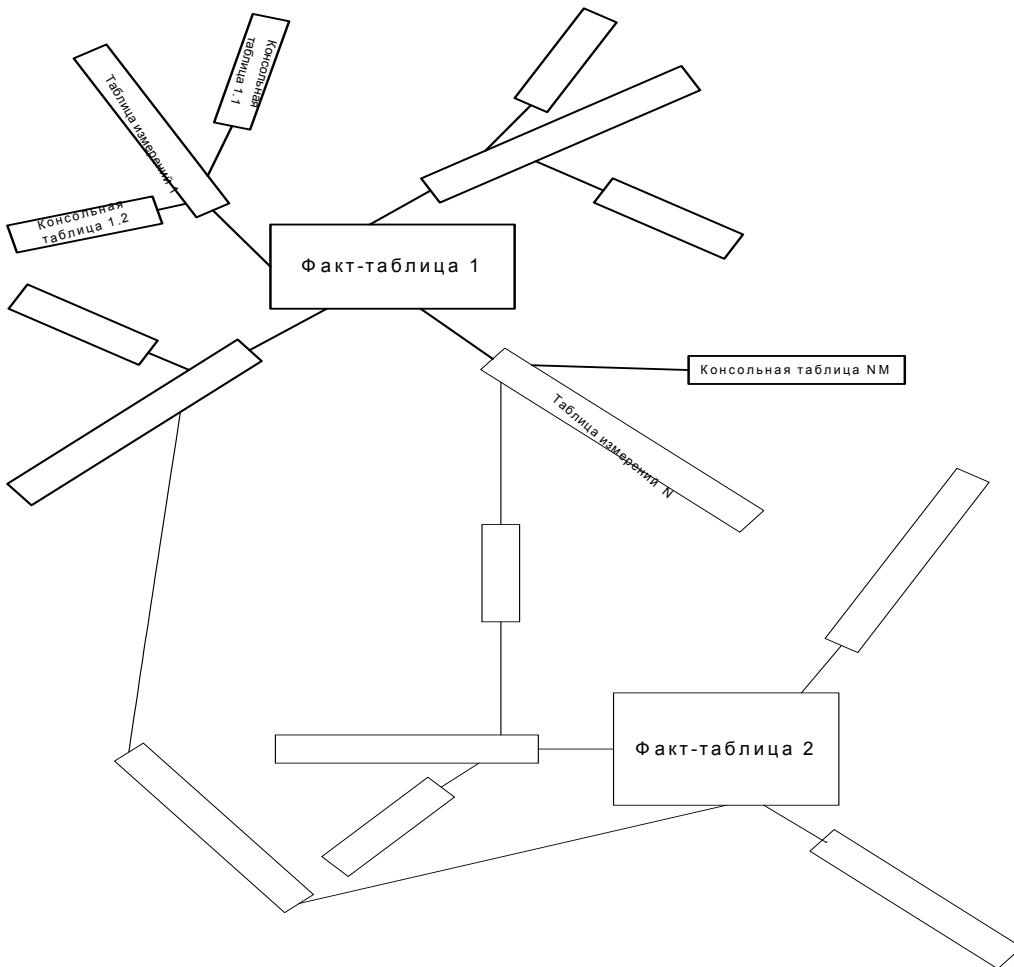 Консольная
таблица 1.1
Таблица измерений 1
Консольная
таблица 1.2
Факт-таблица 1
Консольная таблица NM
Таблица измерений N
Факт-таблица 2